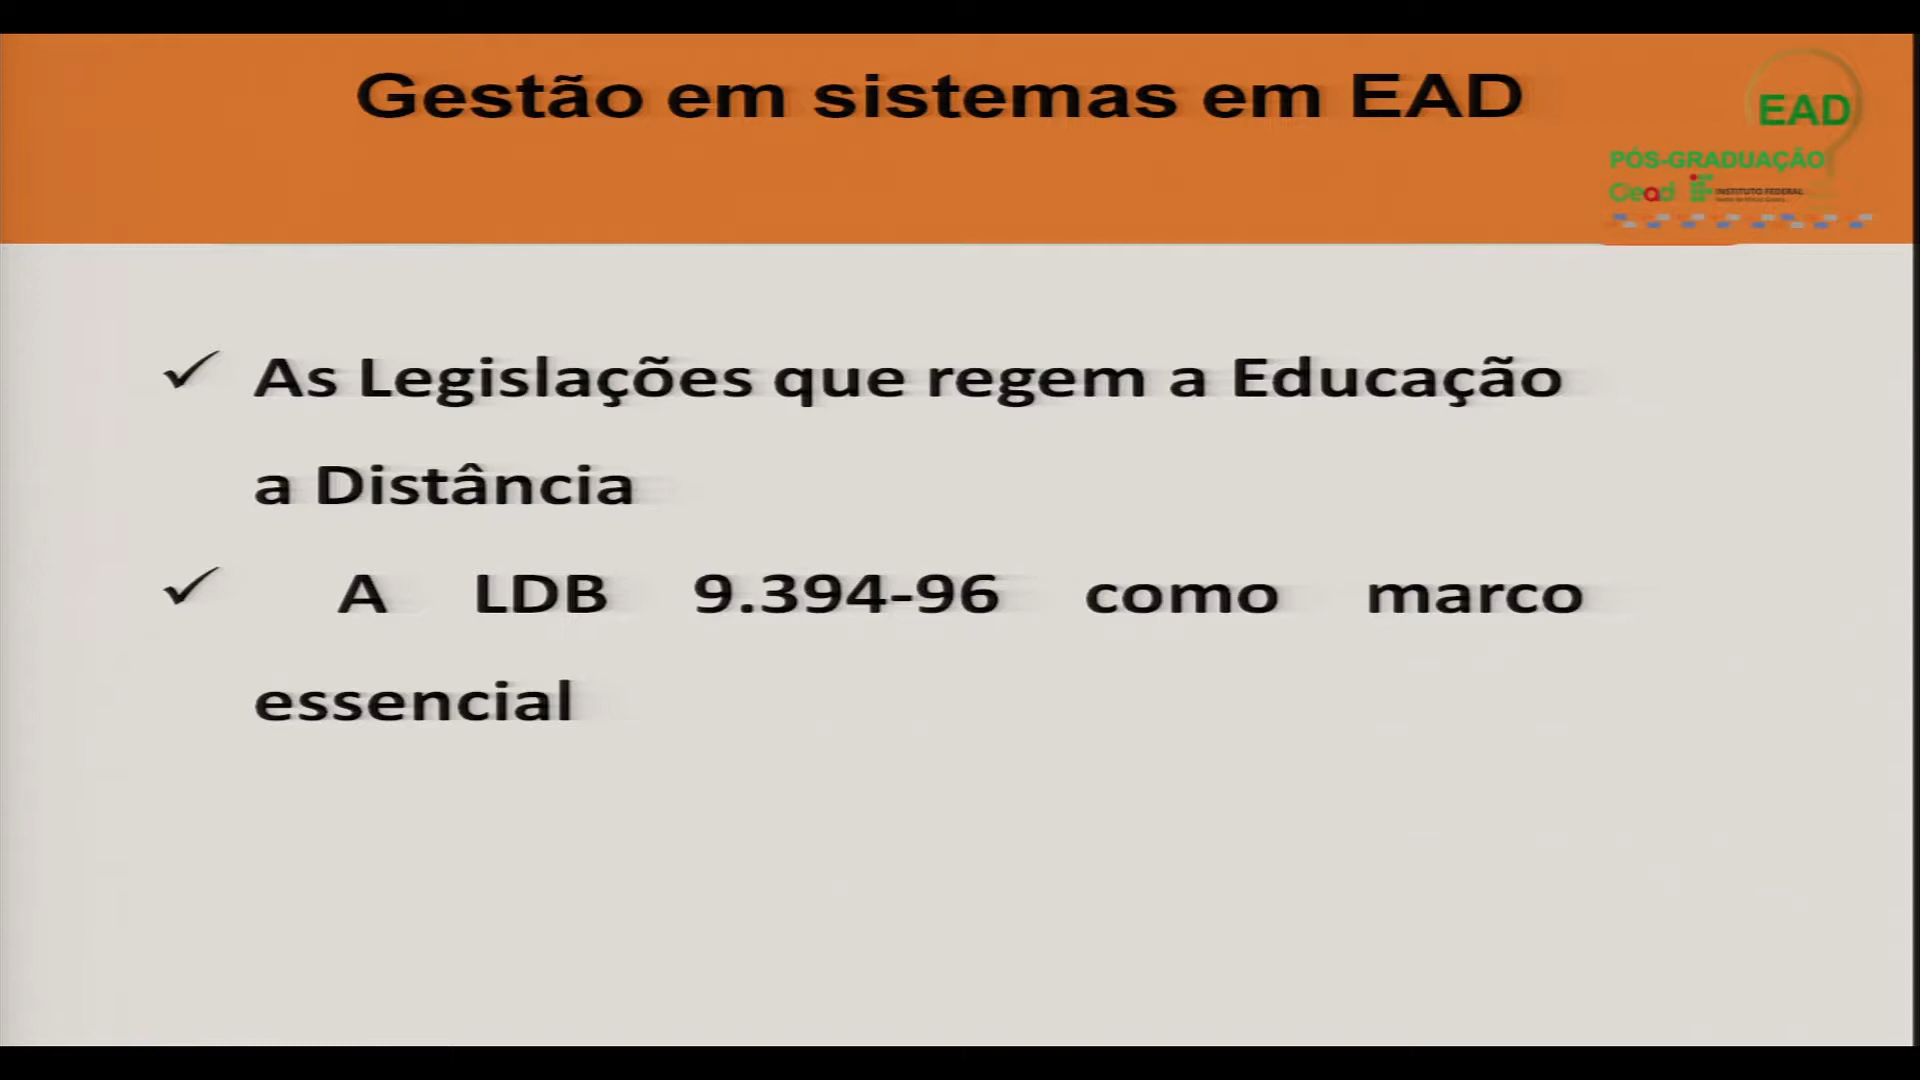 Gestão em sistemas em EAD
EAD
PÓS-GRADUAÇÃO
Cead INSTITUTO FEDERAL
✓ As Legislações que regem a Educação
a Distância
✓ A LDB 9.394-96 como marco
essencial